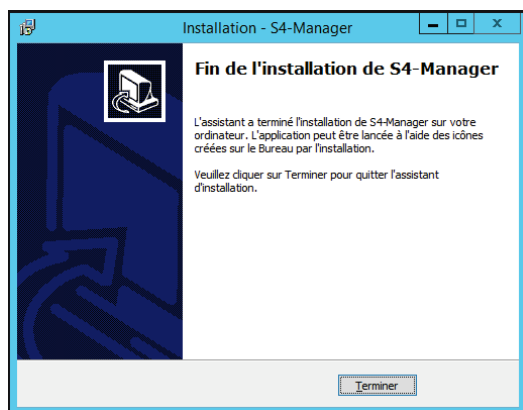 Installation - S4-Manager
Fin de l'installation de S4-Manager
L'assistant a terminé l'installation de S4-Manager sur votre
ordinateur. L'application peut être lancée à l'aide des icônes
créées sur le Bureau par l'installation.
Veuillez cliquer sur Terminer pour quitter l'assistant
d'installation.
Terminer